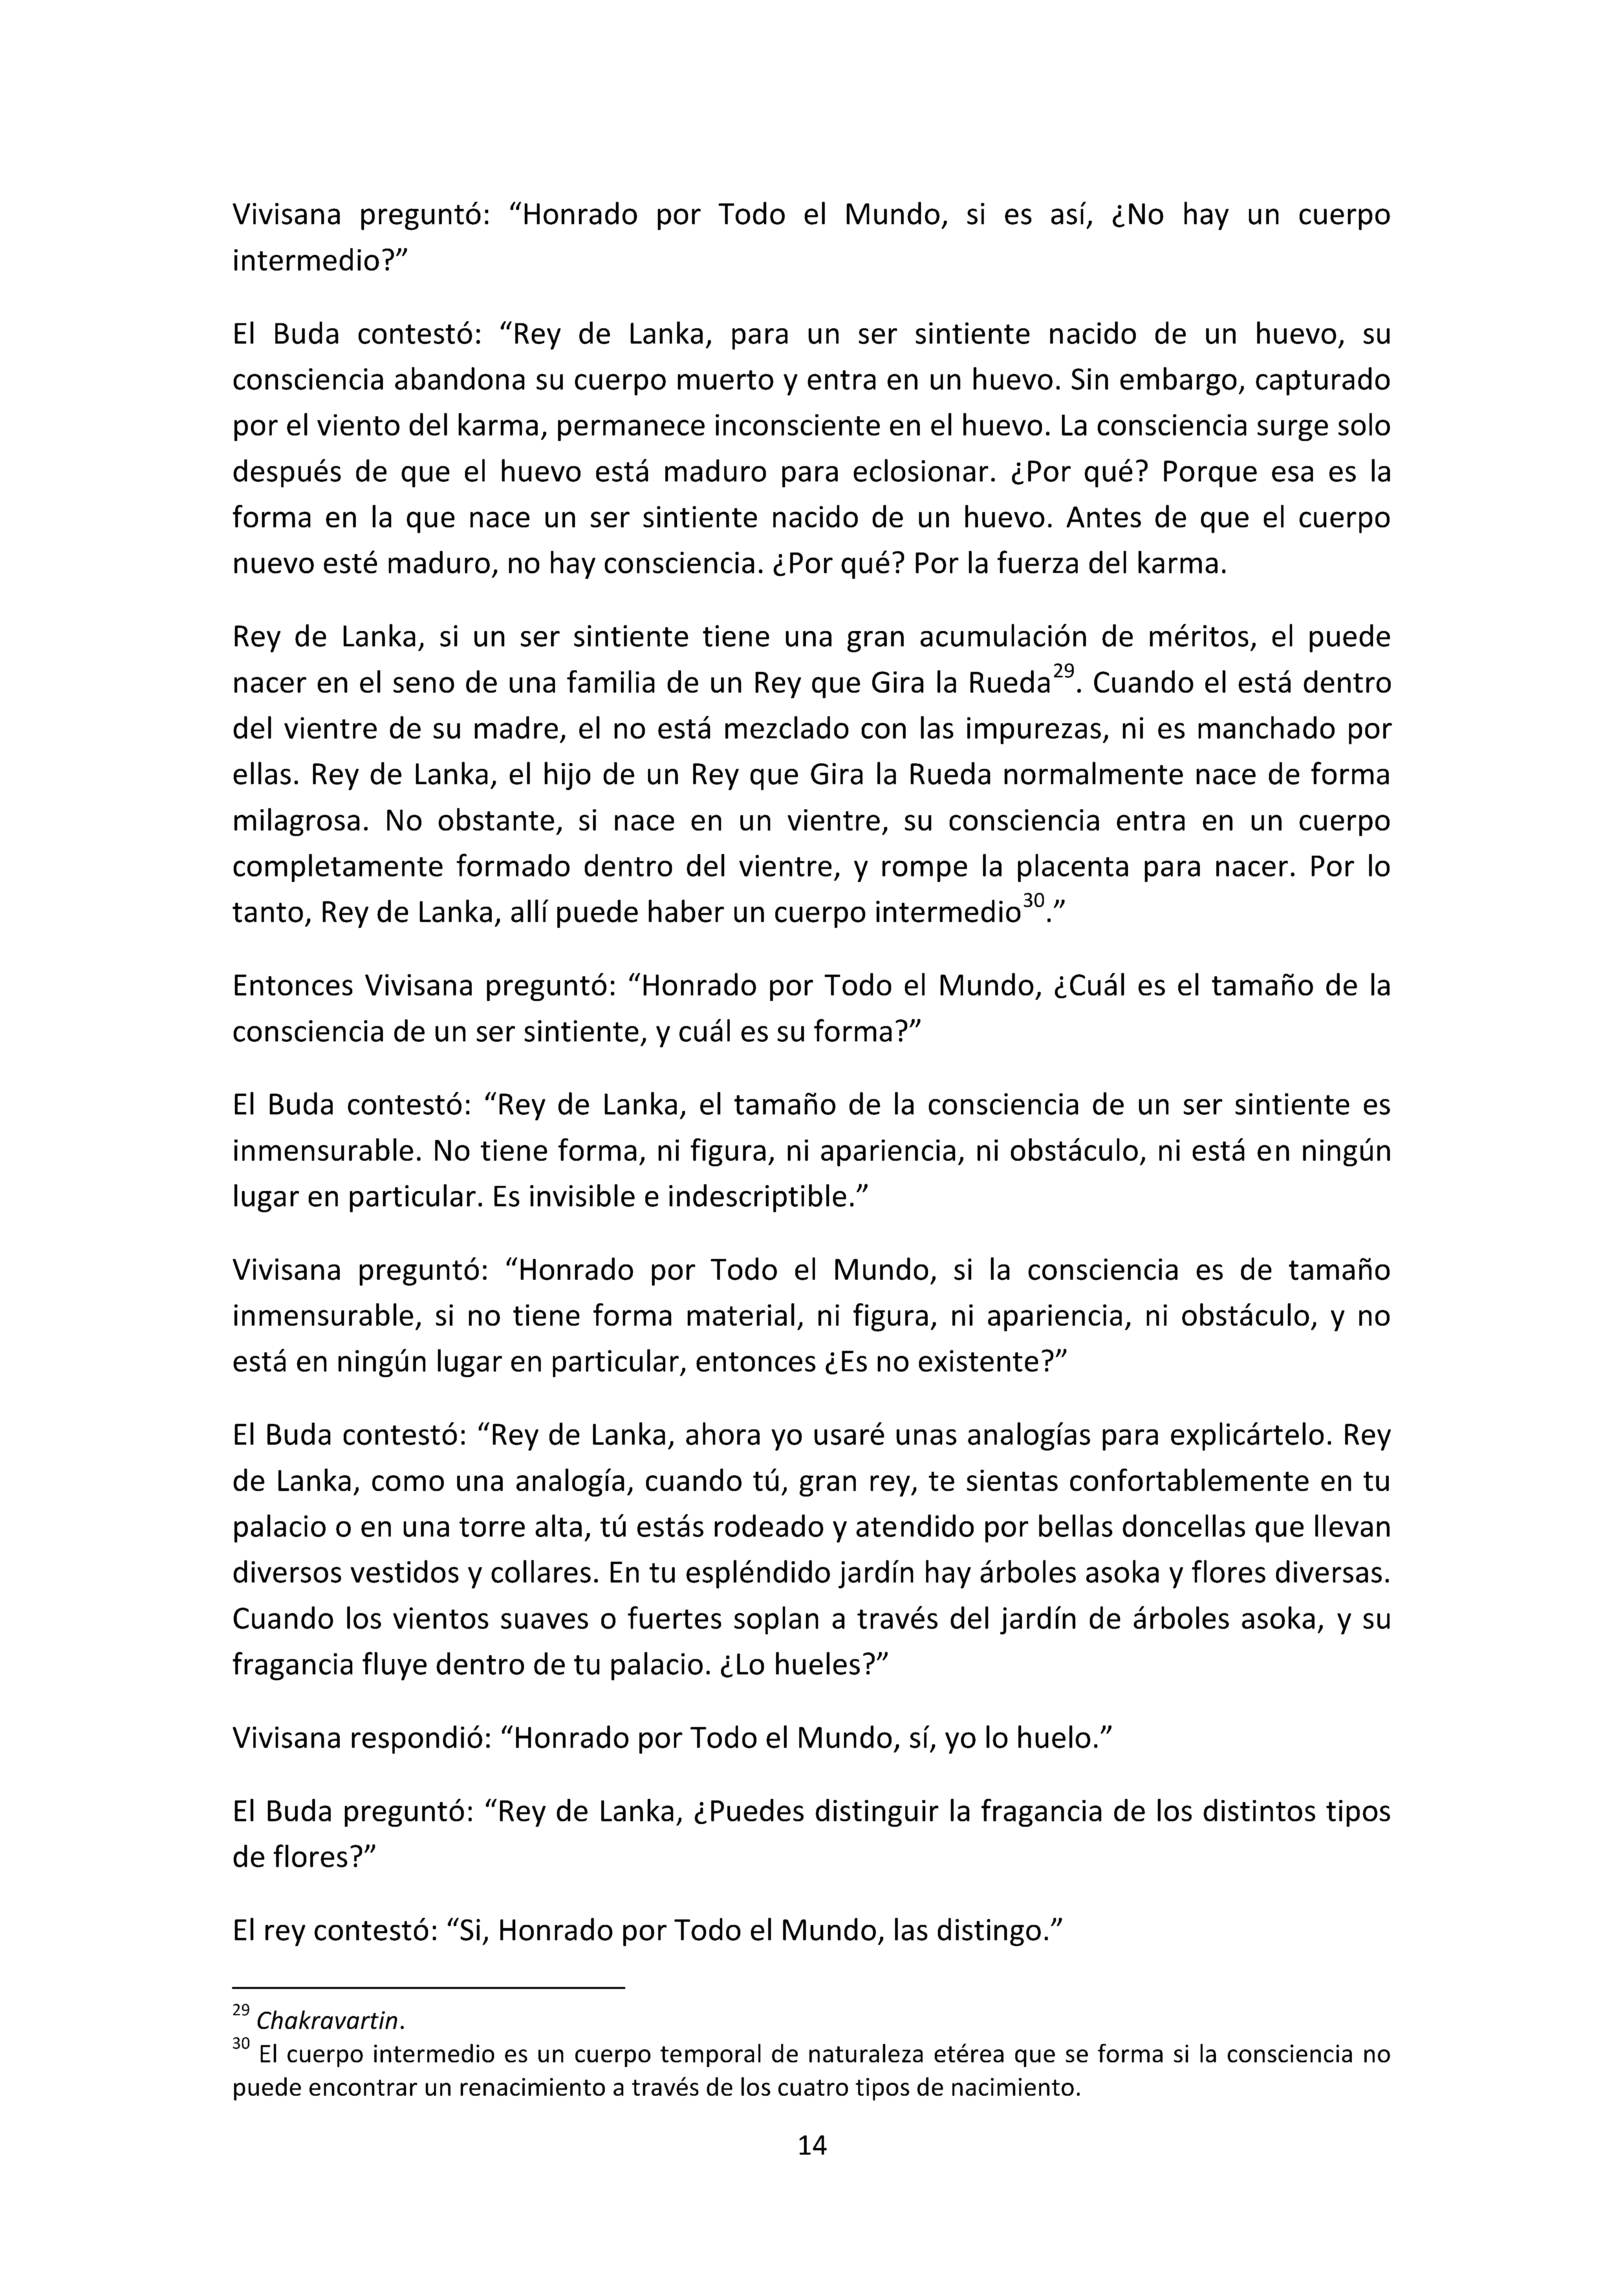 Vivisana preguntó: “Honrado por Todo el Mundo, si es así, ¿No hay un cuerpo
intermedio?”
El Buda contestó: “Rey de Lanka, para un ser sintiente nacido de un huevo, su
consciencia abandona su cuerpo muerto y entra en un huevo. Sin embargo, capturado
por el viento del karma, permanece inconsciente en el huevo. La consciencia surge solo
después de que el huevo está maduro para eclosionar. ¿Por qué? Porque esa es la
forma en la que nace un ser sintiente nacido de un huevo. Antes de que el cuerpo
nuevo esté maduro, no hay consciencia. ¿Por qué? Por la fuerza del karma.
Rey de Lanka, si un ser sintiente tiene una gran acumulación de méritos, el puede
nacer en el seno de una familia de un Rey que Gira la Rueda29. Cuando el está dentro
del vientre de su madre, el no está mezclado con las impurezas, ni es manchado por
ellas. Rey de Lanka, el hijo de un Rey que Gira la Rueda normalmente nace de forma
milagrosa. No obstante, si nace en un vientre, su consciencia entra en un cuerpo
completamente formado dentro del vientre, y rompe la placenta para nacer. Por lo
tanto, Rey de Lanka, allí puede haber un cuerpo intermedio30.”
Entonces Vivisana preguntó: “Honrado por Todo el Mundo, ¿Cuál es el tamaño de la
consciencia de un ser sintiente, y cuál es su forma?”
El Buda contestó: “Rey de Lanka, el tamaño de la consciencia de un ser sintiente es
inmensurable. No tiene forma, ni figura, ni apariencia, ni obstáculo, ni está en ningún
lugar en particular. Es invisible e indescriptible.”
Vivisana preguntó: “Honrado por Todo el Mundo, si la consciencia es de tamaño
inmensurable, si no tiene forma material, ni figura, ni apariencia, ni obstáculo, y no
está en ningún lugar en particular, entonces ¿Es no existente?”
El Buda contestó: “Rey de Lanka, ahora yo usaré unas analogías para explicártelo. Rey
de Lanka, como una analogía, cuando tú, gran rey, te sientas confortablemente en tu
palacio o en una torre alta, tú estás rodeado y atendido por bellas doncellas que llevan
diversos vestidos y collares. En tu espléndido jardín hay árboles asoka y flores diversas.
Cuando los vientos suaves o fuertes soplan a través del jardín de árboles asoka, y su
fragancia fluye dentro de tu palacio. ¿Lo hueles?”
Vivisana respondió: “Honrado por Todo el Mundo, sí, yo lo huelo.”
El Buda preguntó: “Rey de Lanka, ¿Puedes distinguir la fragancia de los distintos tipos
de flores?”
El rey contestó: “Si, Honrado por Todo el Mundo, las distingo.”
29 Chakravartin.
30 El cuerpo intermedio es un cuerpo temporal de naturaleza etérea que se forma si la consciencia no
puede encontrar un renacimiento a través de los cuatro tipos de nacimiento.
14